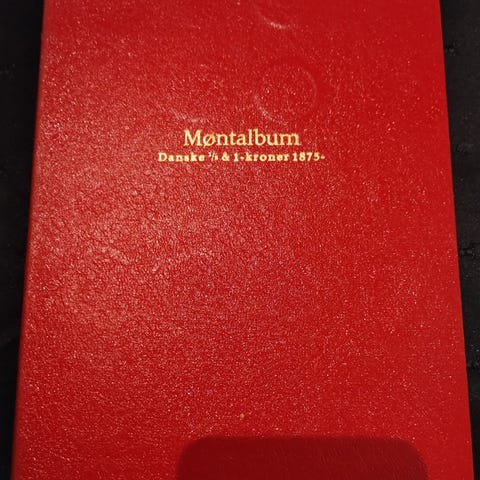 Møntalbum
Danske ½ & 1-kroner 1875-